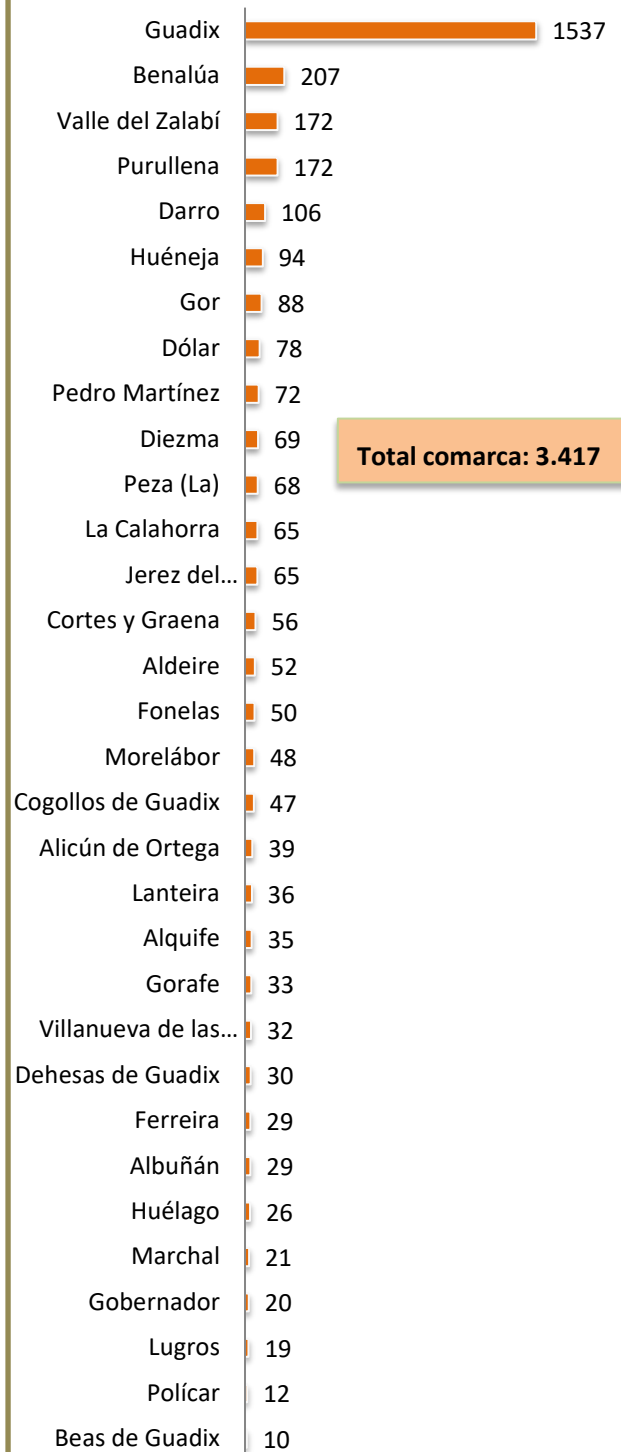 Guadix 1537
Benalúa 207
Valle del Zalabí 172
Purullena 172
Darro 106
Huéneja 94
Gor 88
Dólar 78
Pedro Martínez 72
Diezma 69
Total comarca: 3.417
Peza (La) 68
La Calahorra 65
Jerez del... 65
Cortes y Graena 56
Aldeire 52
Fonelas 50
Morelábor 48
Cogollos de Guadix 47
Alicún de Ortega 39
Lanteira 36
Alquife 35
Gorafe 33
Villanueva de las... 32
Dehesas de Guadix 30
Ferreira 29
Albuñán 29
Huélago 26
Marchal 21
Gobernador 20
Lugros 19
Polícar 12
Beas de Guadix 10